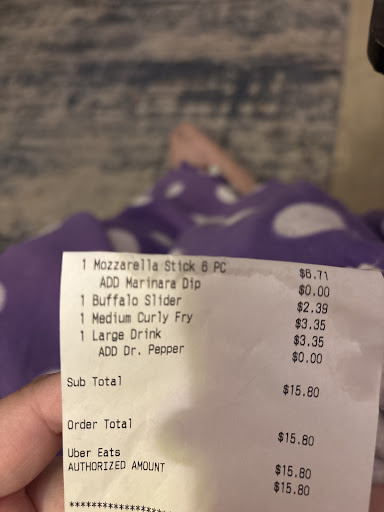 1 Mozzarella Stick 6 PC $6.71
ADD Marinara Dip $0.00
1 Buffalo Slider $2.39
1 Medium Curly Fry $3.35
1 Large Drink $3.35
ADD Dr. Pepper $0.00
Sub Total $15.80
Order Total $15.80
Uber Eats $15.80
AUTHORIZED AMOUNT $15.80
********************